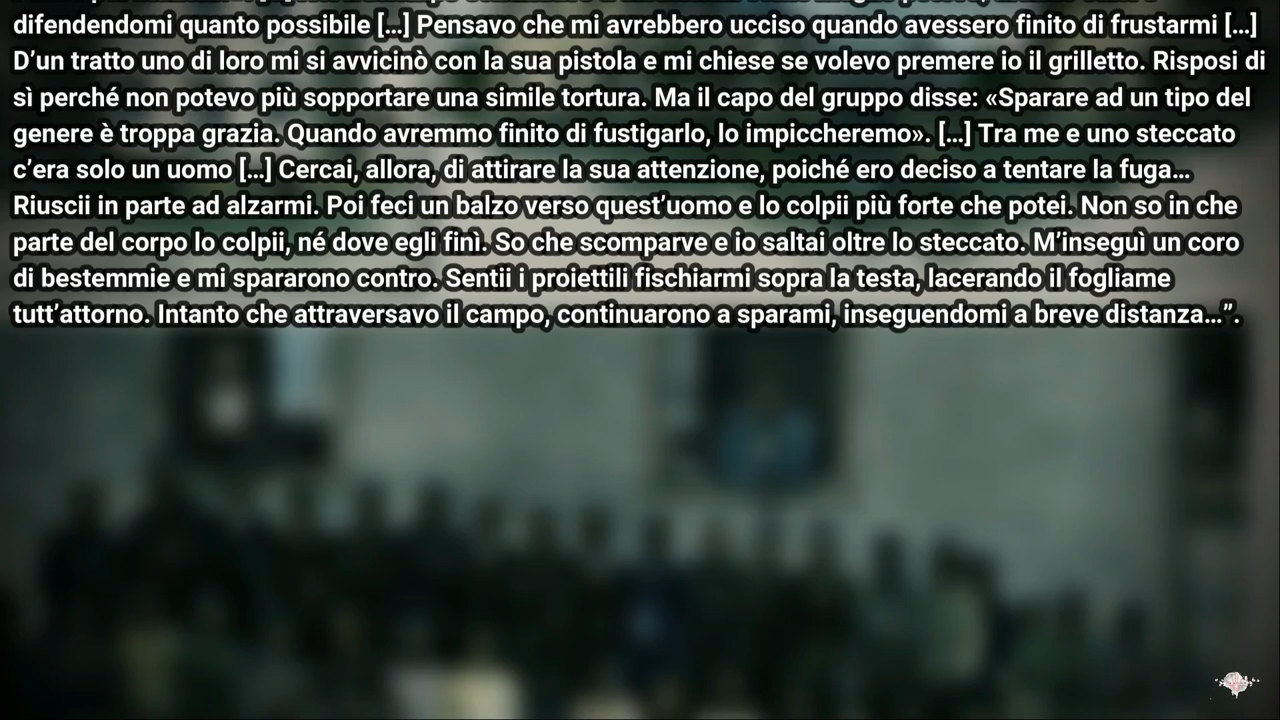 difendendomi quanto possibile [...] Pensavo che mi avrebbero ucciso quando avessero finito di frustarmi [...]
D’un tratto uno di loro mi si avvicinò con la sua pistola e mi chiese se volevo premere io il grilletto. Risposi di
sì perché non potevo più sopportare una simile tortura. Ma il capo del gruppo disse: «Sparare ad un tipo del
genere è troppa grazia. Quando avremmo finito di fustigarlo, lo impiccheremo». [...] Tra me e uno steccato
c’era solo un uomo [...] Cercai, allora, di attirare la sua attenzione, poiché ero deciso a tentare la fuga...
Riuscii in parte ad alzarmi. Poi feci un balzo verso quest’uomo e lo colpii più forte che potei. Non so in che
parte del corpo lo colpii, né dove egli finì. So che scomparve e io saltai oltre lo steccato. M’inseguì un coro
di bestemmie e mi spararono contro. Sentii i proiettili fischiarmi sopra la testa, lacerando il fogliame
tutt’attorno. Intanto che attraversavo il campo, continuarono a sparami, inseguendomi a breve distanza...”.